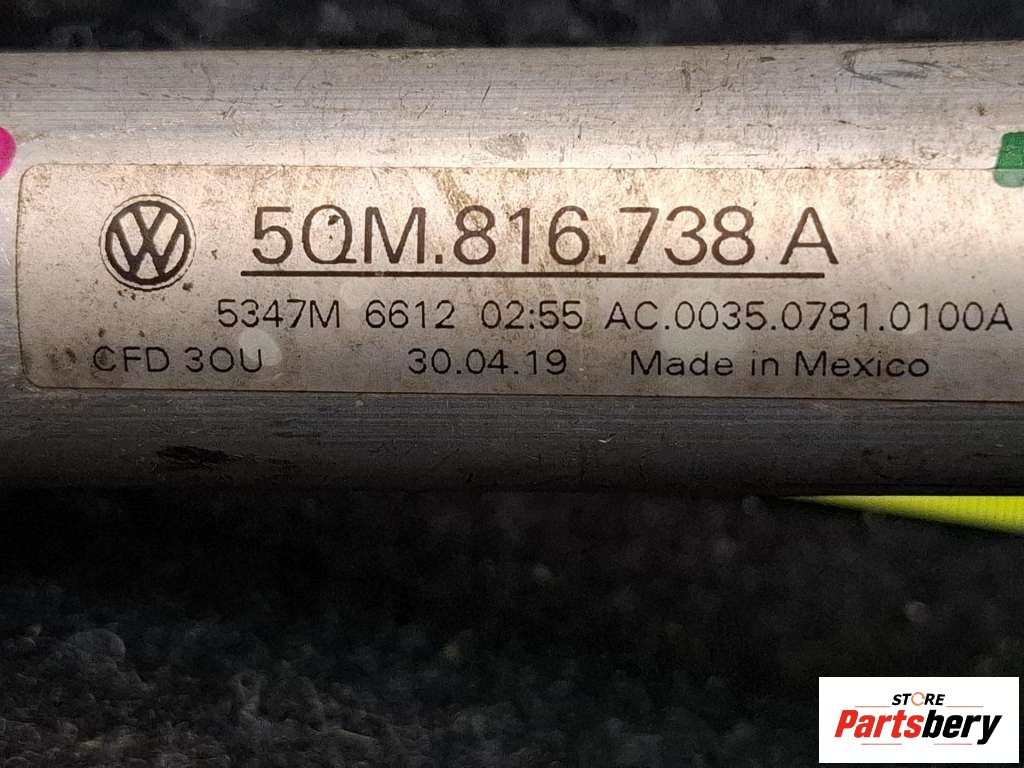 5QM.816.738 A
5347M 6612 02:55 AC.0035.0781.0100A
CFD 3OU 30.04.19 Made in Mexico
STORE
Partsbery